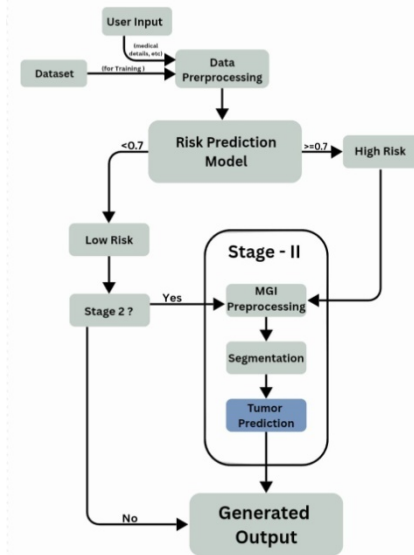 User Input
(medical
details, etc)
Dataset
(for Training )
Data
Prerprocessing
<0.7
Risk Prediction
Model
>=0.7
High Risk
Low Risk
Stage - II
Stage 2 ?
Yes
MGI
Preprocessing
Segmentation
Tumor
Prediction
No
Generated
Output